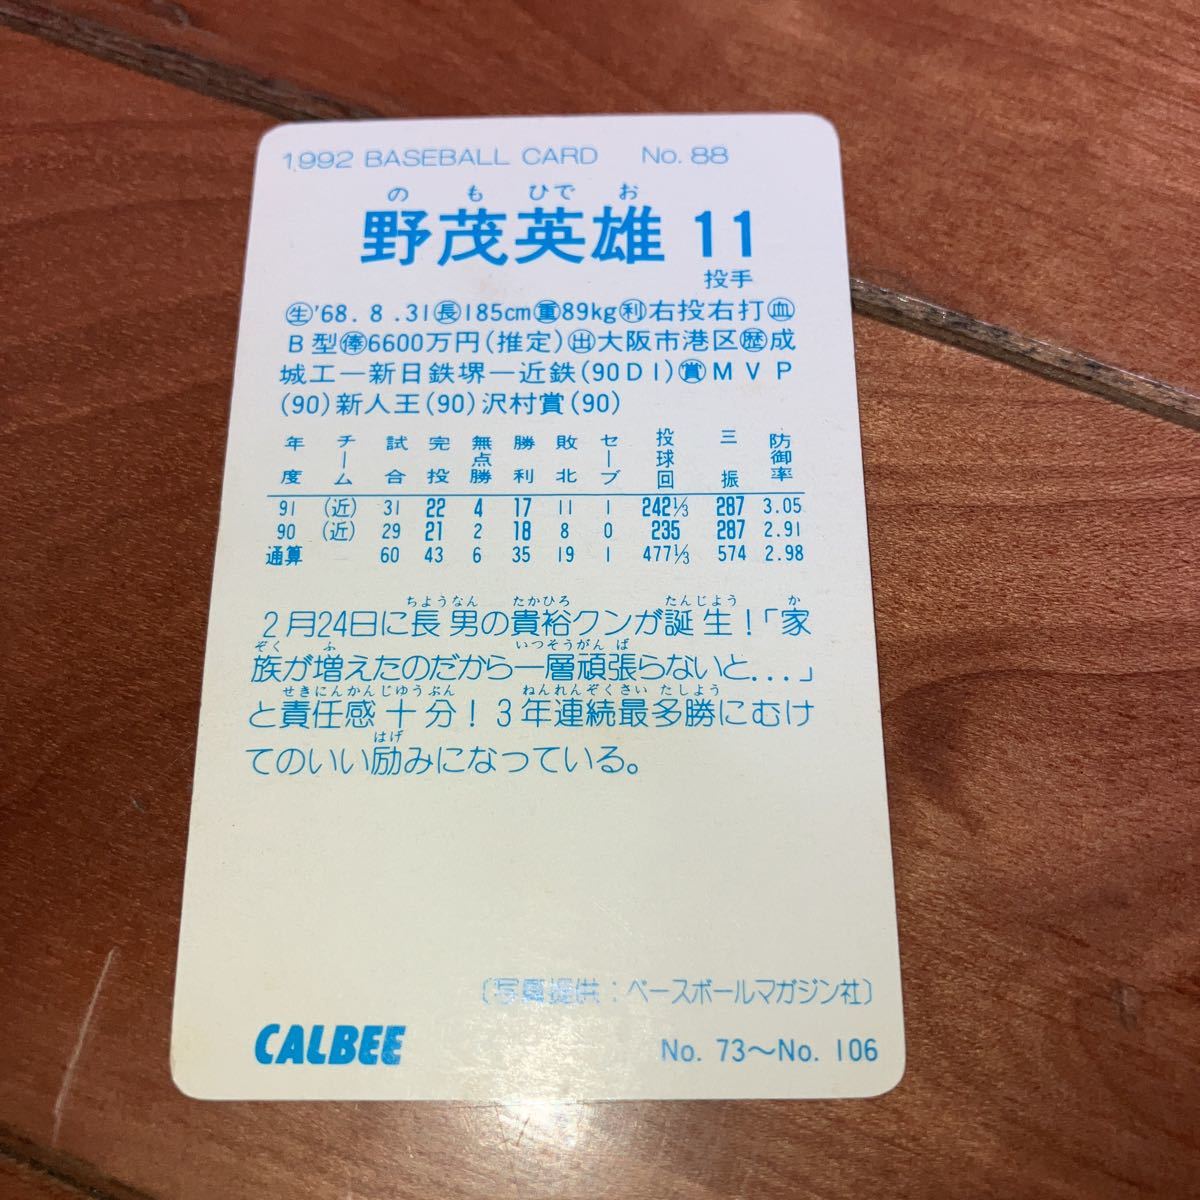 1992 BASEBALL CARD No. 88
のもひでお
野茂英雄 11
投手
㊟'68. 8 .31長185cm重89kg利右投右打血
B型俸6600万円(推定)出大阪市港区歴成
城工―新日鉄堺―近鉄(90D1)賞MVP
(90)新人王(90)沢村賞(90)
年度 チーム 試合 完投 無点勝 勝利 敗北 セーブ 投球回 三振 防御率
91 (近) 31 22 4 17 11 1 242⅓ 287 3.05
90 (近) 29 21 2 18 8 0 235 287 2.91
通算 60 43 6 35 19 1 477⅓ 574 2.98
ちょうなん たかひろ たんじょう か
2月24日に長男の貴裕クンが誕生!「家
ぞく ふ いっそうがんば
族が増えたのだから一層頑張らないと...」
せきにんかんじゅうぶん ねんれんぞくさいたしょう
と責任感十分!3年連続最多勝にむけ
はげ
てのいい励みになっている。
(写真提供:ベースボールマガジン社)
CALBEE No. 73～No. 106